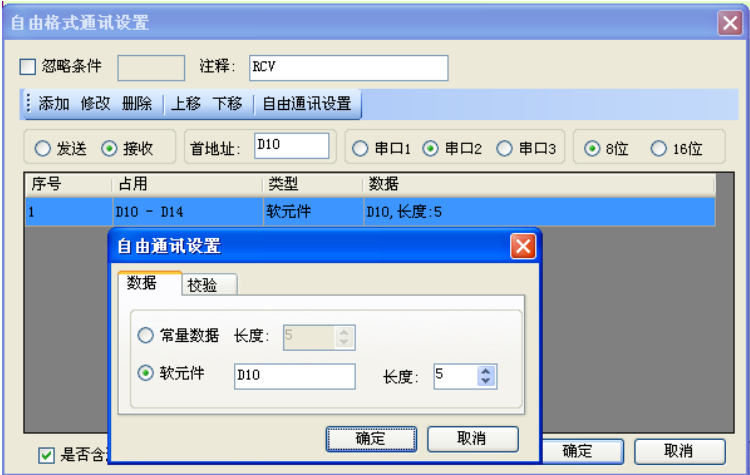 自由格式通讯设置
忽略条件 注释: RCV
添加 修改 删除 上移 下移 自由通讯设置
发送 接收 首地址: D10 串口1 串口2 串口3 8位 16位
序号 占用 类型 数据
1 D10 - D14 软元件 D10,长度:5
自由通讯设置
数据 校验
常量数据 长度: 5
软元件 D10 长度: 5
确定 取消
是否含 确定 取消